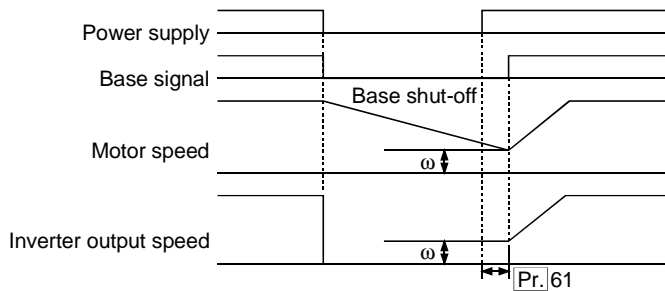 Power supply
Base signal
Base shut-off
Motor speed
ω
Inverter output speed
ω
Pr. 61